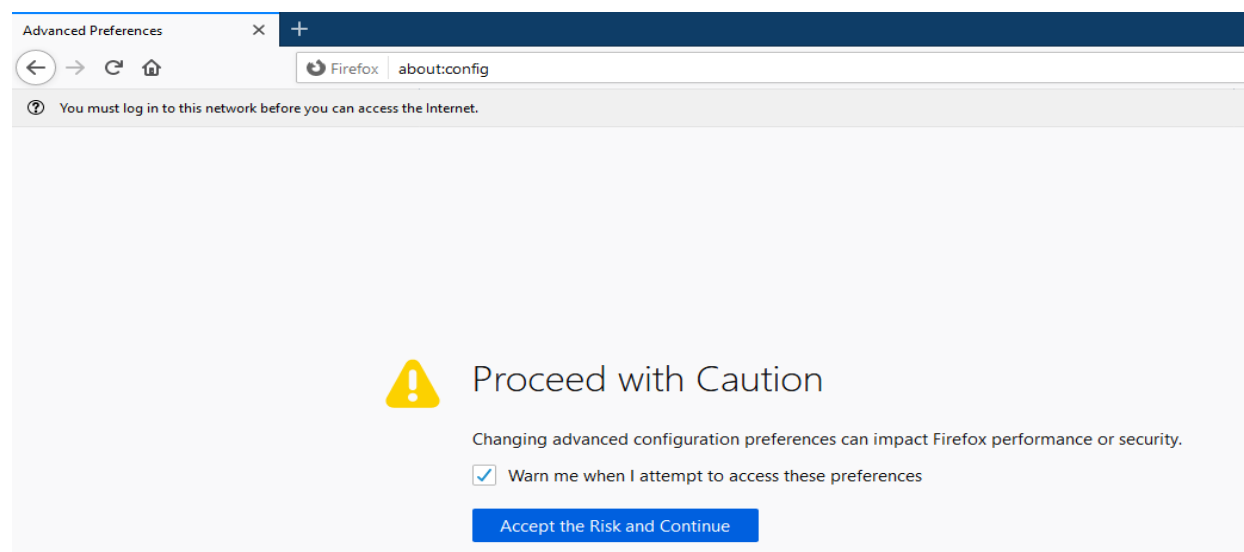 Advanced Preferences
Firefox about:config
You must log in to this network before you can access the Internet.
Proceed with Caution
Changing advanced configuration preferences can impact Firefox performance or security.
Warn me when I attempt to access these preferences
Accept the Risk and Continue